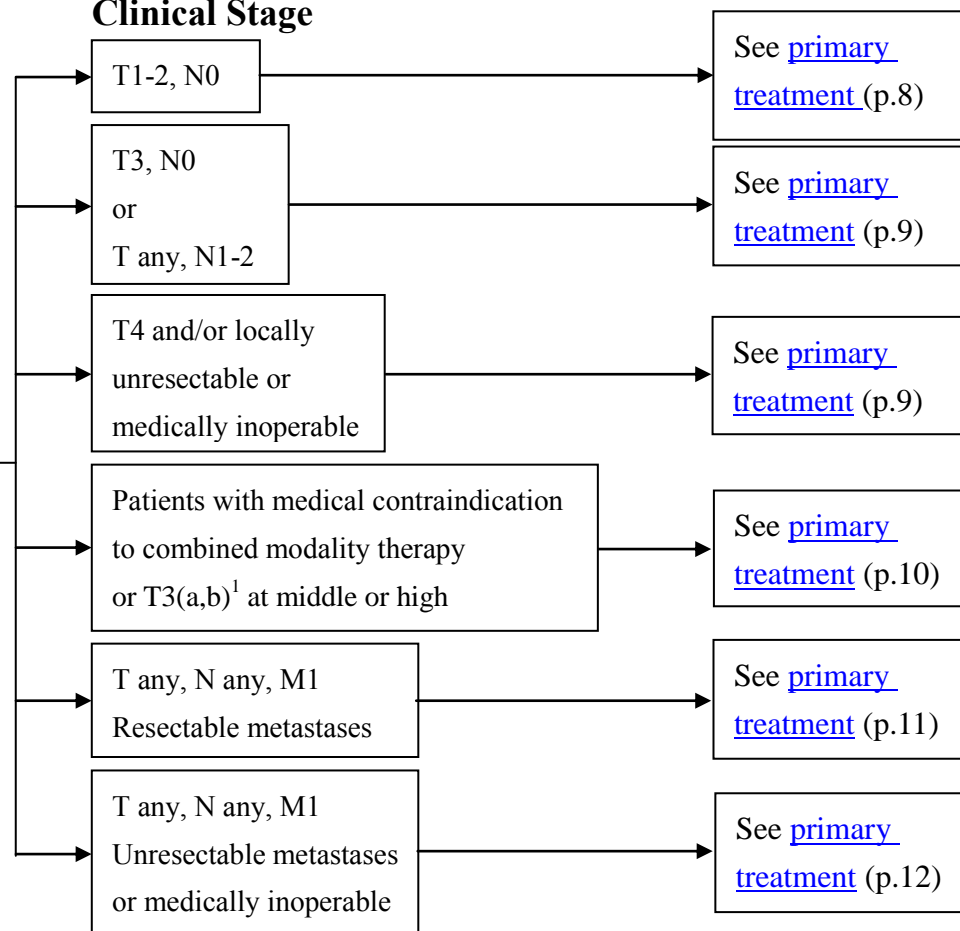 Clinical Stage
T1-2, N0
See primary
treatment (p.8)
T3, N0
or
T any, N1-2
See primary
treatment (p.9)
T4 and/or locally
unresectable or
medically inoperable
See primary
treatment (p.9)
Patients with medical contraindication
to combined modality therapy
or T3(a,b)¹ at middle or high
See primary
treatment (p.10)
T any, N any, M1
Resectable metastases
See primary
treatment (p.11)
T any, N any, M1
Unresectable metastases
or medically inoperable
See primary
treatment (p.12)